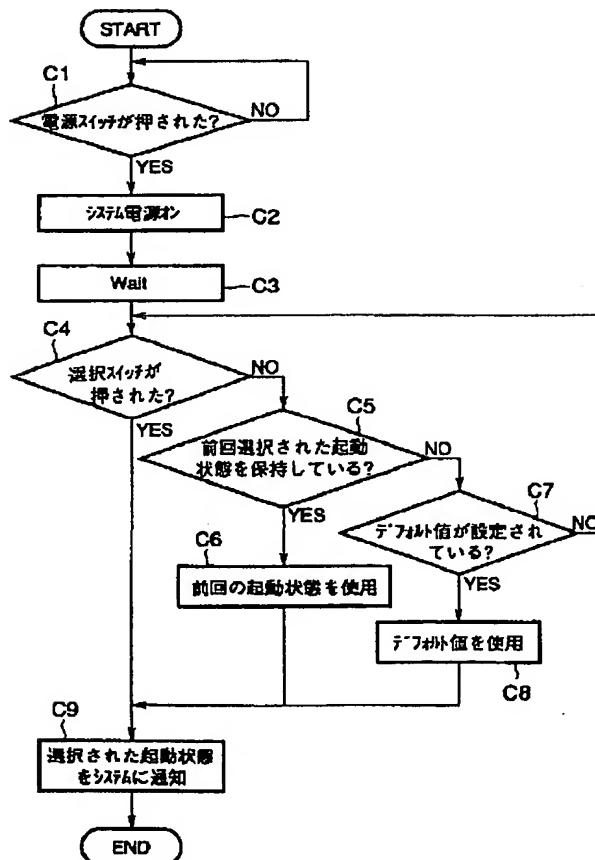 START
C1
電源スイッチが押された?
NO
YES
システム電源オン
C2
Wait
C3
C4
選択スイッチが
押された?
NO
YES
C5
前回選択された起動
状態を保持している?
NO
YES
C7
デフォルト値が設定され
ている?
NO
YES
C6
前回の起動状態を使用
デフォルト値を使用
C8
C9
選択された起動状態
をシステムに通知
END